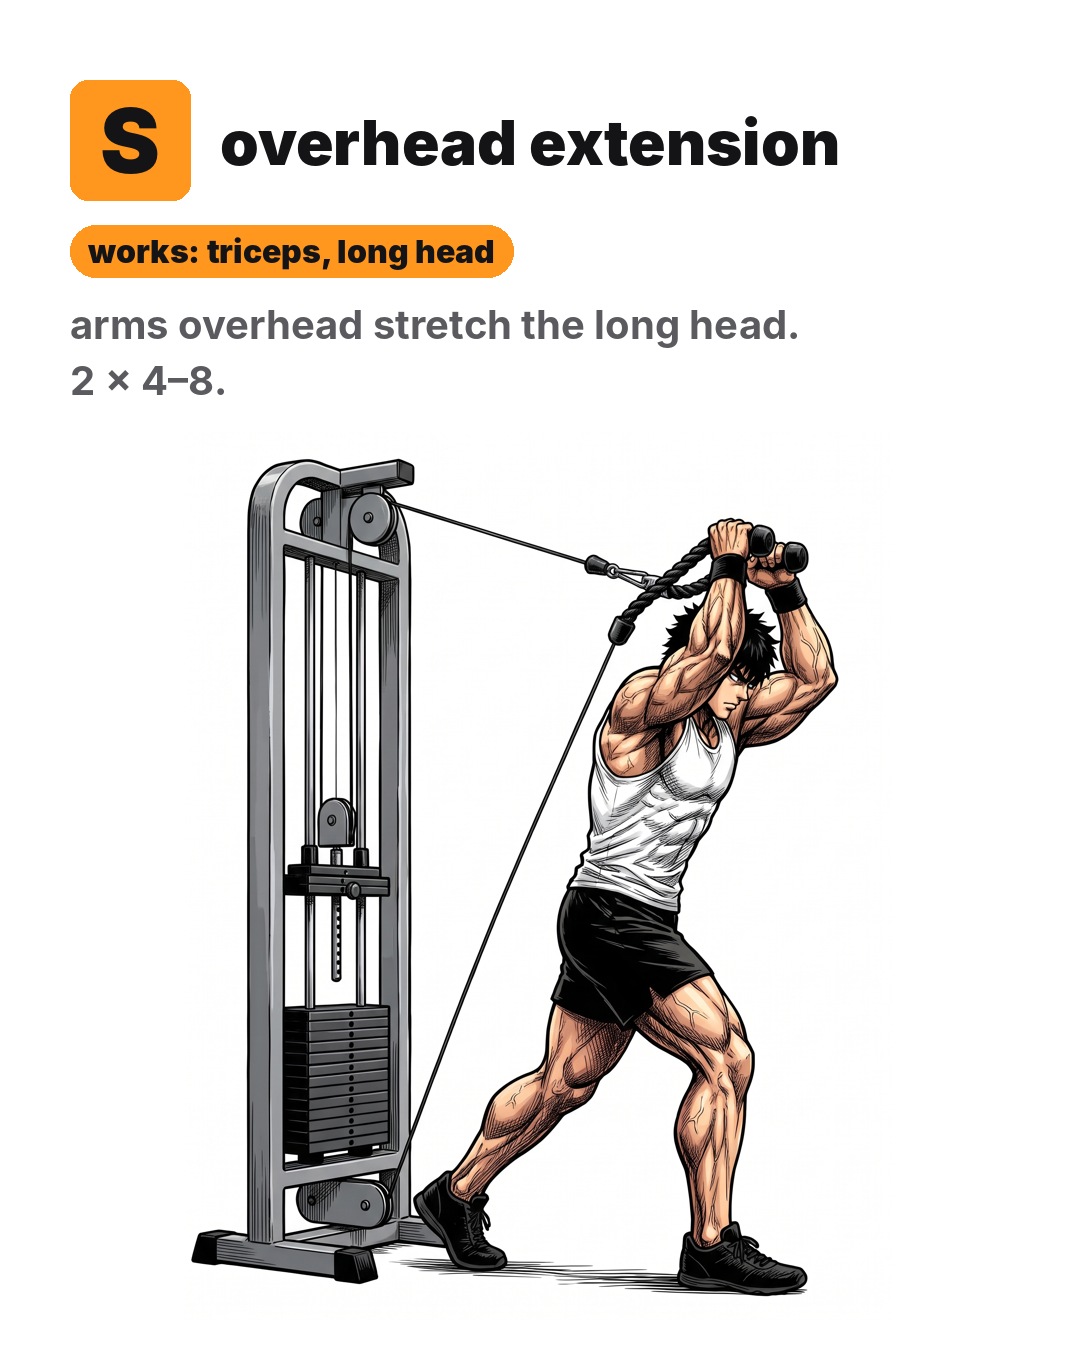 S overhead extension
works: triceps, long head
arms overhead stretch the long head.
2 × 4–8.